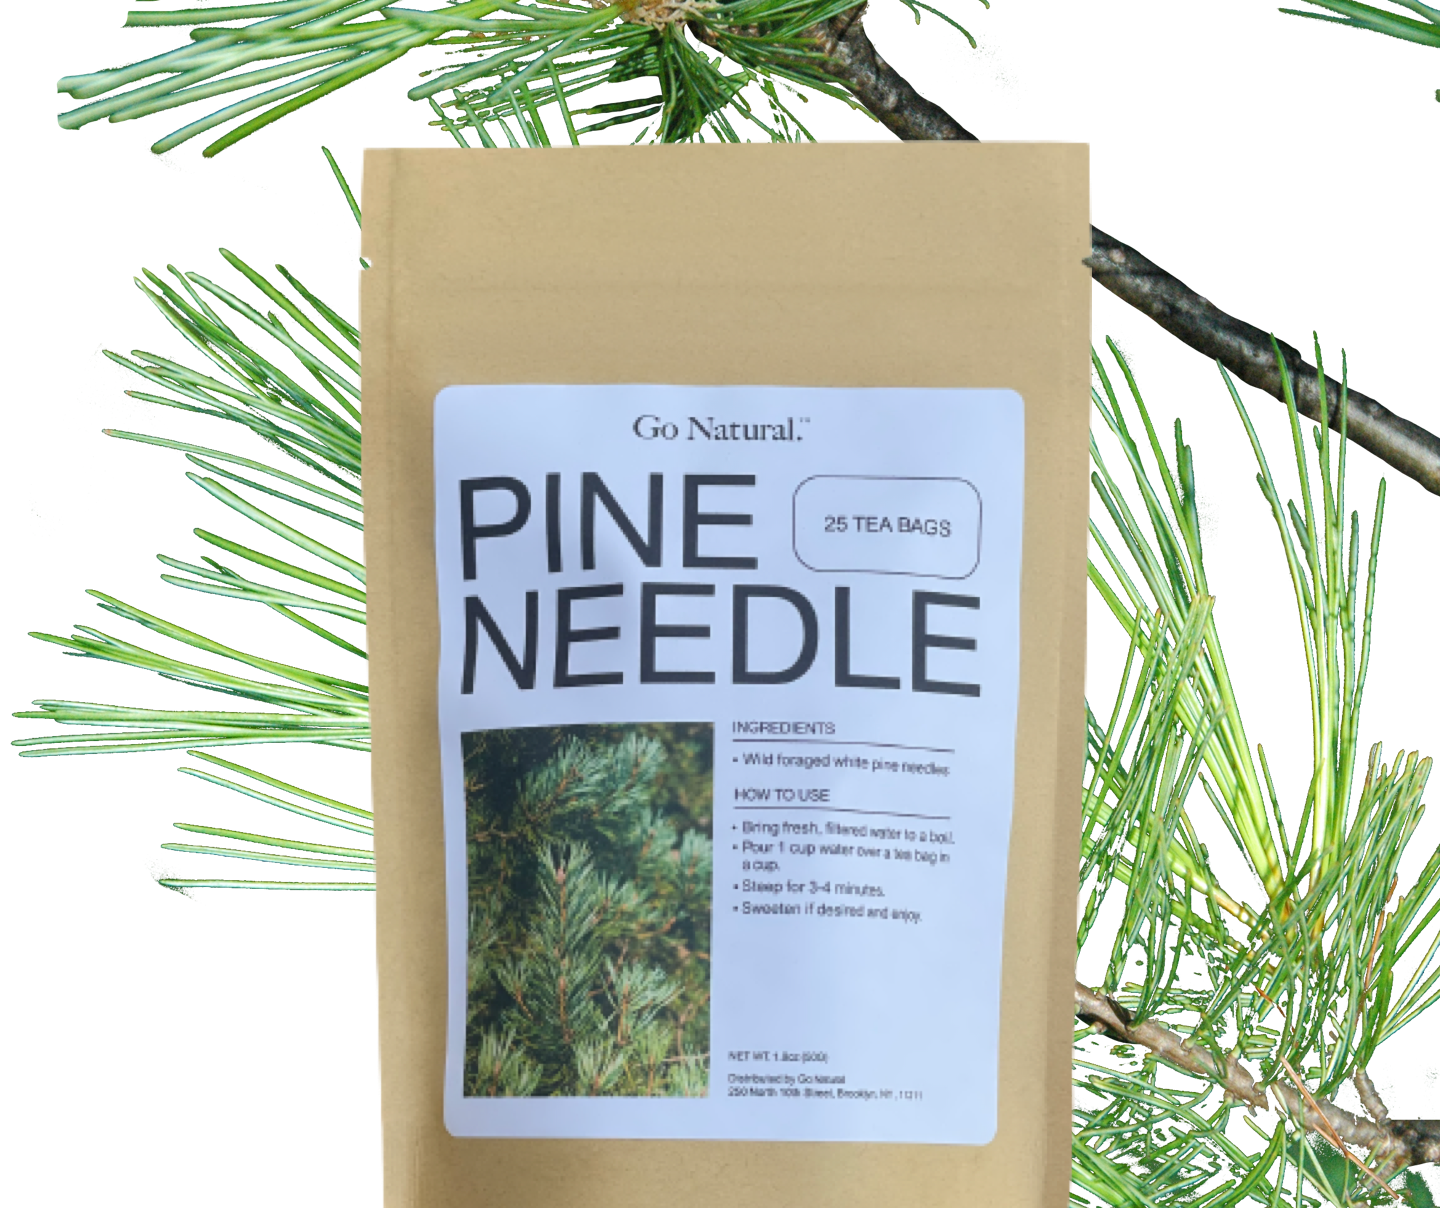 Go Natural.™
PINE
25 TEA BAGS
NEEDLE
INGREDIENTS
• Wild foraged white pine needles
HOW TO USE
• Bring fresh, filtered water to a boil.
• Pour 1 cup water over a tea bag in
a cup.
• Steep for 3-4 minutes.
• Sweeten if desired and enjoy.
NET WT. 1.8oz (50G)
Distributed by Go Natural
250 North 10th Street, Brooklyn, NY, 11211